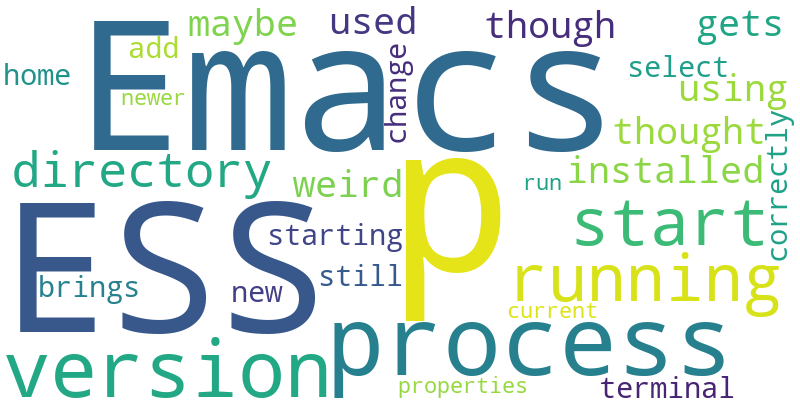 maybe
used
though
gets
add
Emacs
home
change
select
newer
using
thought
correctly
directory
weird
p
run
installed
ESS
starting
start
brings
new
still
running
current
version
process
properties
terminal